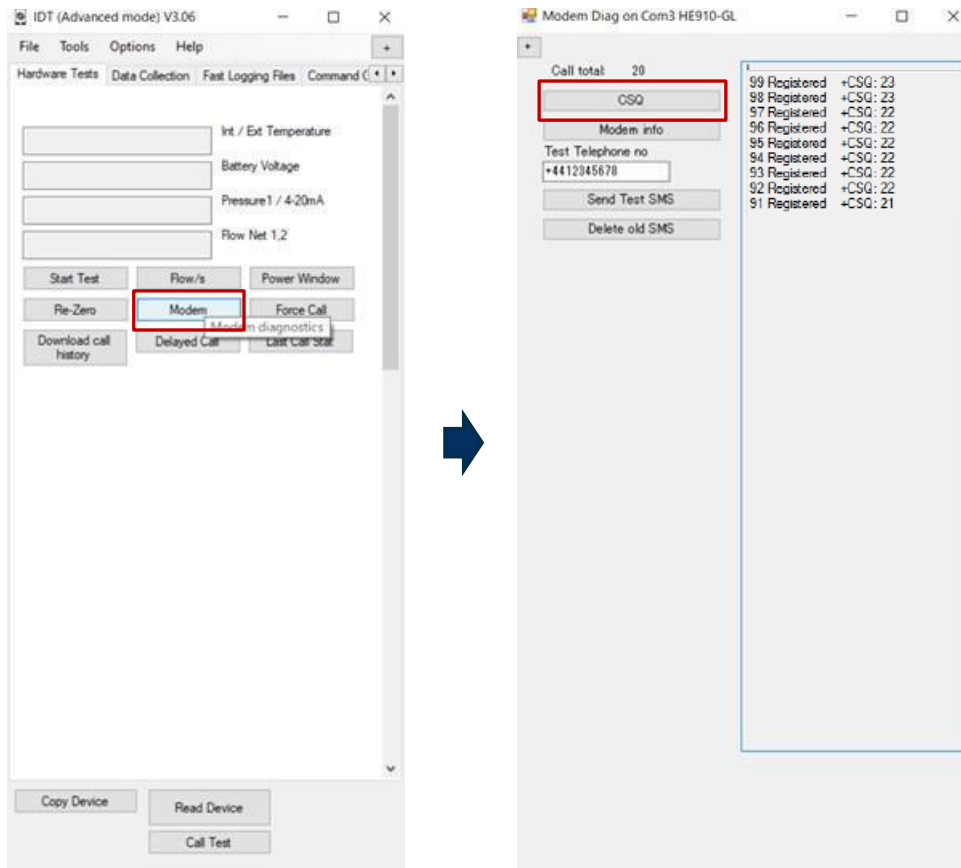 IDT (Advanced mode) V3.06
File Tools Options Help
+
Hardware Tests Data Collection Fast Logging Files Command
Int / Ext Temperature
Battery Voltage
Pressure1 / 4-20mA
Flow Net 1,2
Start Test Flow/s Power Window
Re-Zero Modem Force Call
Modem diagnostics
Download call history Delayed Call Last Call Stat
Copy Device Read Device
Call Test
Modem Diag on Com3 HE910-GL
+
Call total: 20
CSQ
Modem info
Test Telephone no
+4412345678
Send Test SMS
Delete old SMS
99 Registered +CSQ: 23
98 Registered +CSQ: 23
97 Registered +CSQ: 22
96 Registered +CSQ: 22
95 Registered +CSQ: 22
94 Registered +CSQ: 22
93 Registered +CSQ: 22
92 Registered +CSQ: 22
91 Registered +CSQ: 21